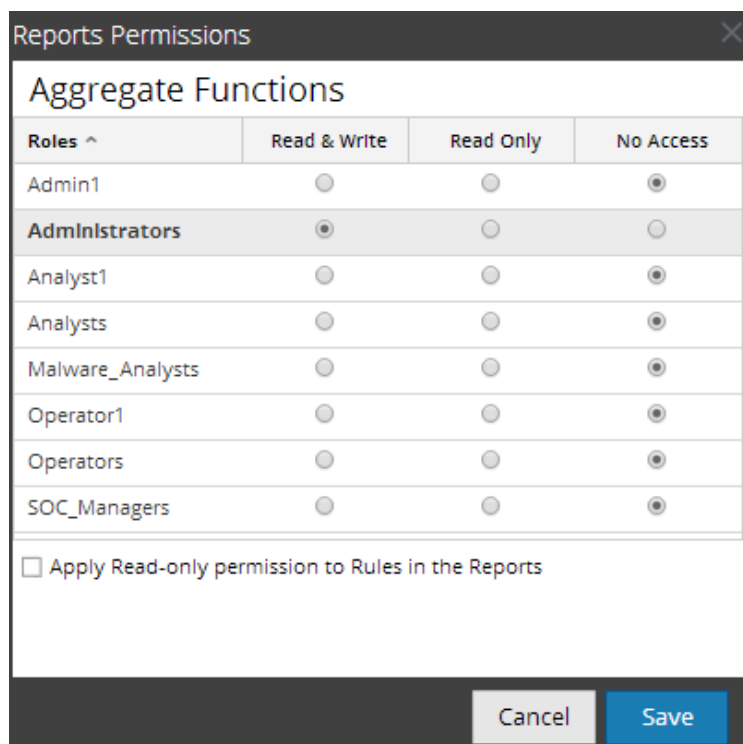 Reports Permissions
Aggregate Functions
Roles Read & Write Read Only No Access
Admin1
Administrators
Analyst1
Analysts
Malware_Analysts
Operator1
Operators
SOC_Managers
Apply Read-only permission to Rules in the Reports
Cancel Save